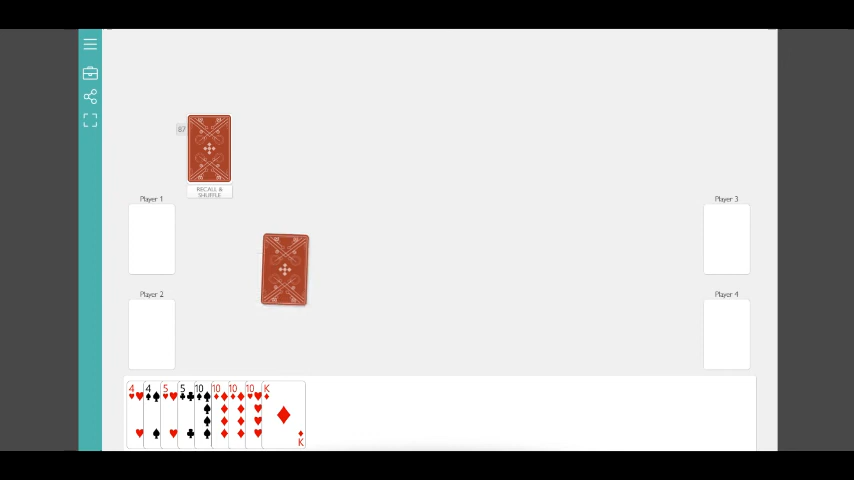 87
RECALL &
SHUFFLE
Player 1
Player 3
Player 2
Player 4
4 4 5 5 10 10 10 10 K
K